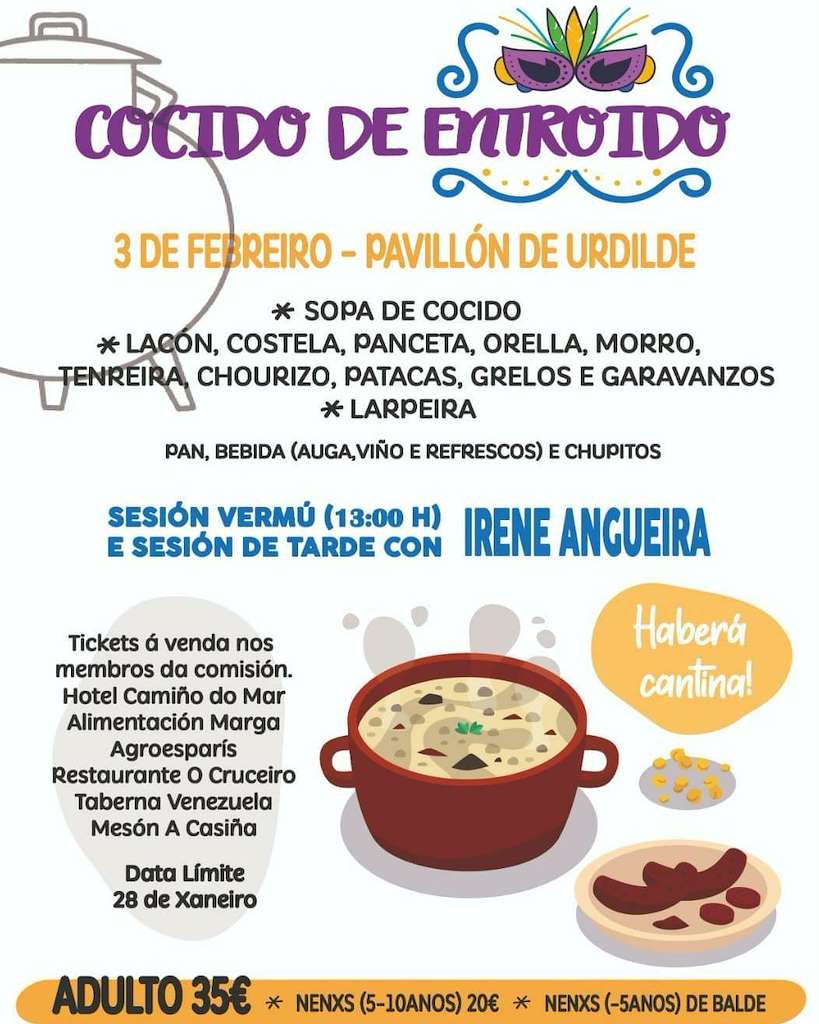 COCIDO DE ENTROIDO
3 DE FEBREIRO - PAVILLÓN DE URDILDE
* SOPA DE COCIDO
* LACÓN, COSTELA, PANCETA, ORELLA, MORRO,
TENREIRA, CHOURIZO, PATACAS, GRELOS E GARAVANZOS
* LARPEIRA
PAN, BEBIDA (AUGA,VIÑO E REFRESCOS) E CHUPITOS
SESIÓN VERMÚ (13:00 H)
E SESIÓN DE TARDE CON
IRENE ANGUEIRA
Tickets á venda nos
membros da comisión.
Hotel Camiño do Mar
Alimentación Marga
Agroesparís
Restaurante O Cruceiro
Taberna Venezuela
Mesón A Casiña
Data Límite
28 de Xaneiro
Haberá
cantina!
ADULTO 35€ * NENXS (5-10ANOS) 20€ * NENXS (-5ANOS) DE BALDE